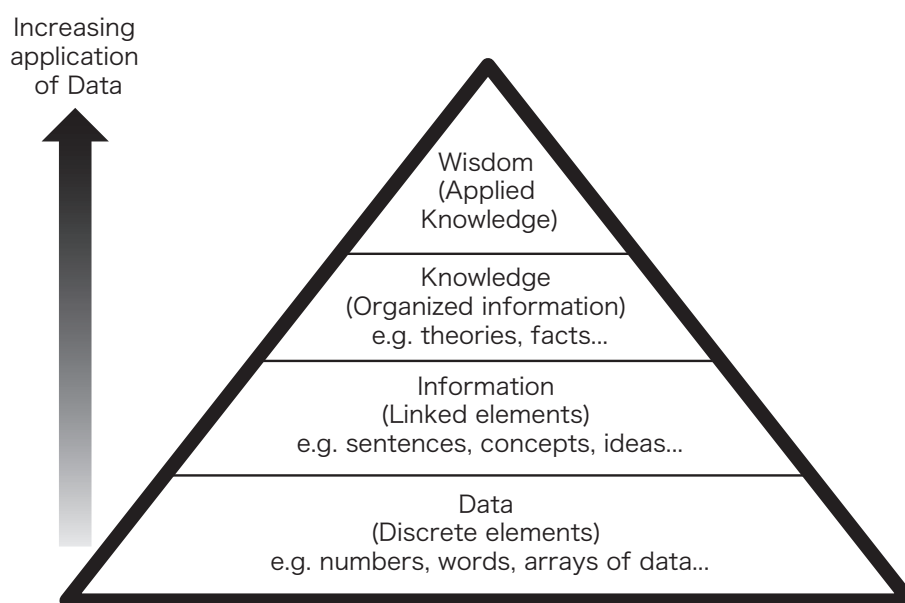 Increasing
application
of Data
Wisdom
(Applied
Knowledge)
Knowledge
(Organized information)
e.g. theories, facts...
Information
(Linked elements)
e.g. sentences, concepts, ideas...
Data
(Discrete elements)
e.g. numbers, words, arrays of data...